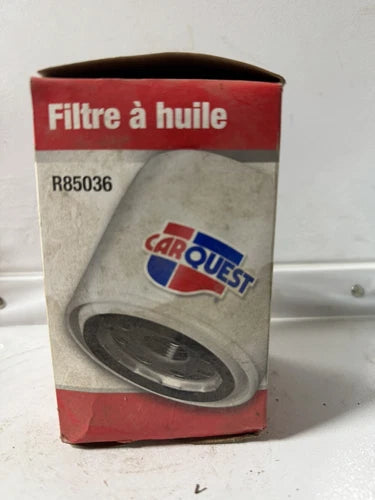 Filtre à huile
R85036
CARQUEST